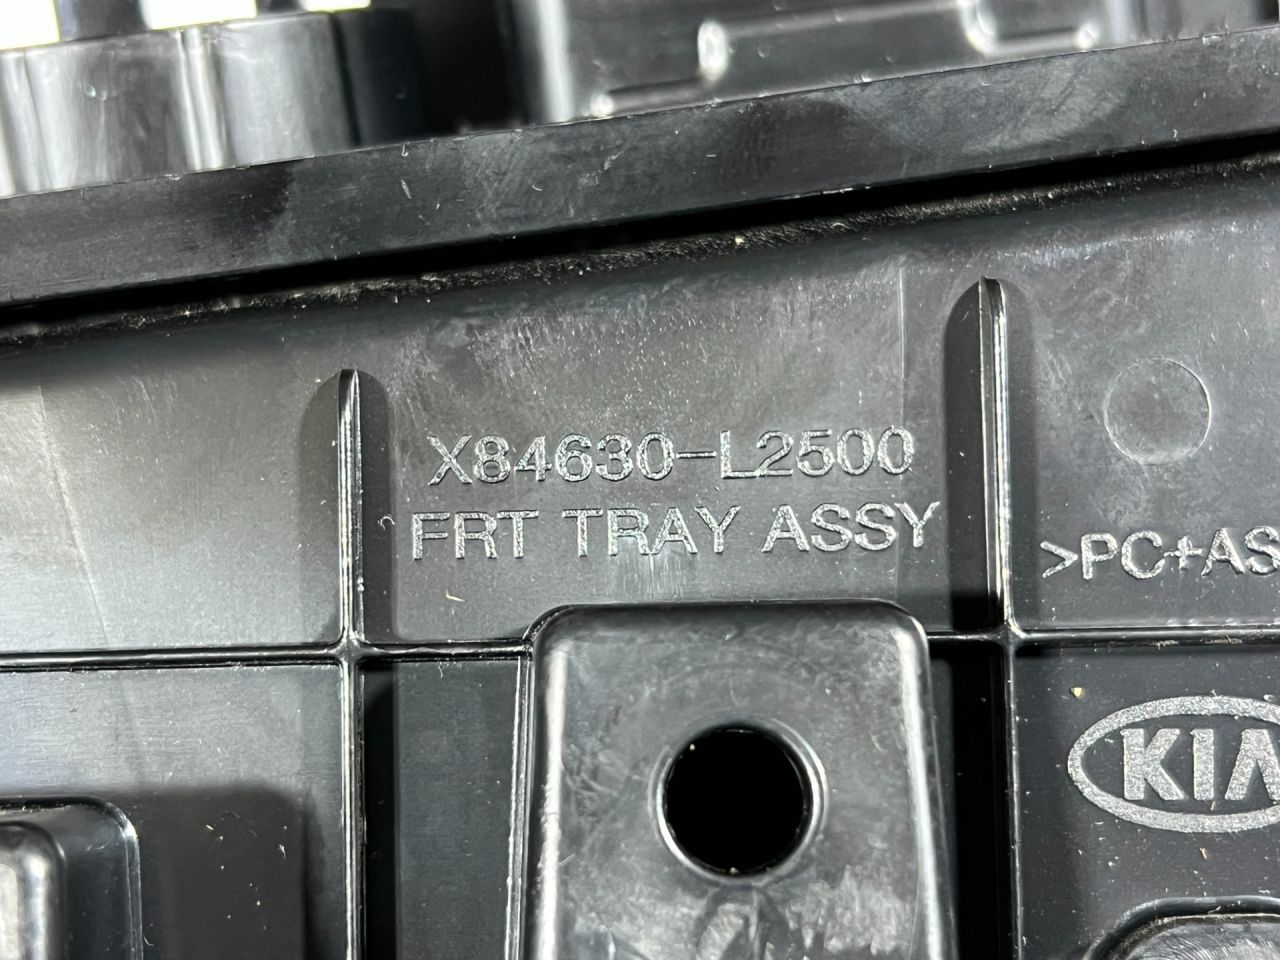 X84630-L2500
FRT TRAY ASSY
>PC+AS
KIA